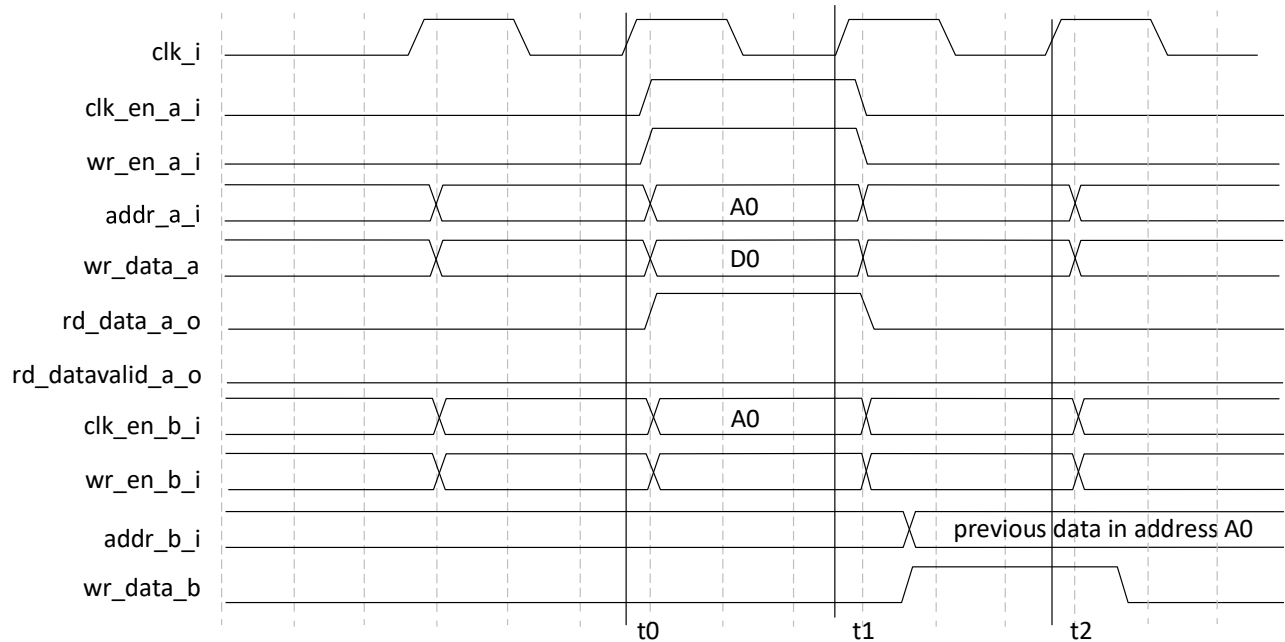 clk_i
clk_en_a_i
wr_en_a_i
addr_a_i A0
wr_data_a D0
rd_data_a_o
rd_datavalid_a_o
clk_en_b_i A0
wr_en_b_i
addr_b_i previous data in address A0
wr_data_b
t0 t1 t2